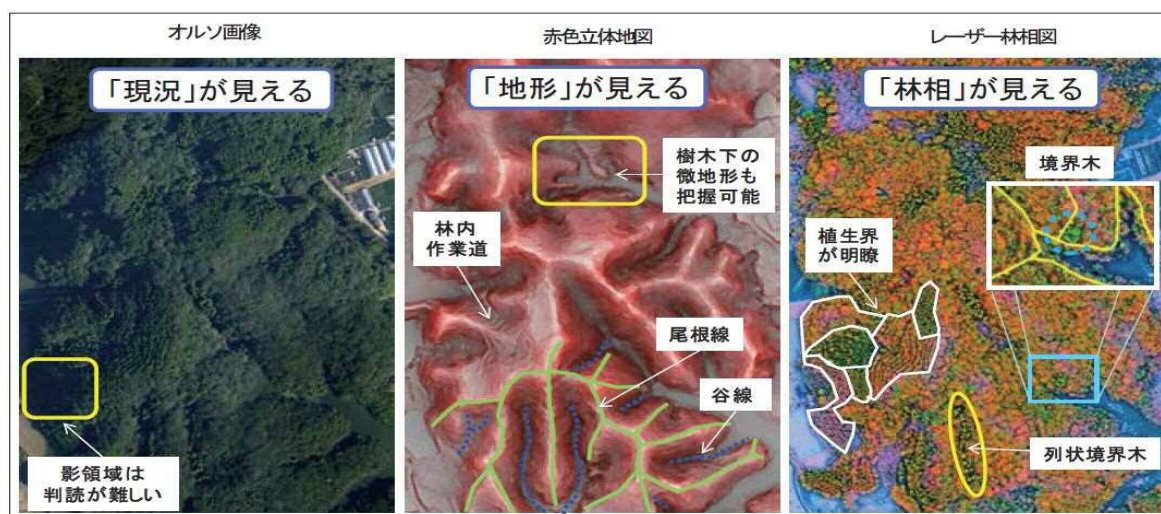 オルソ画像
「現況」が見える
影領域は
判読が難しい
赤色立体地図
「地形」が見える
樹木下の
微地形も
把握可能
林内
作業道
尾根線
谷線
レーザー林相図
「林相」が見える
境界木
植生界
が明瞭
列状境界木